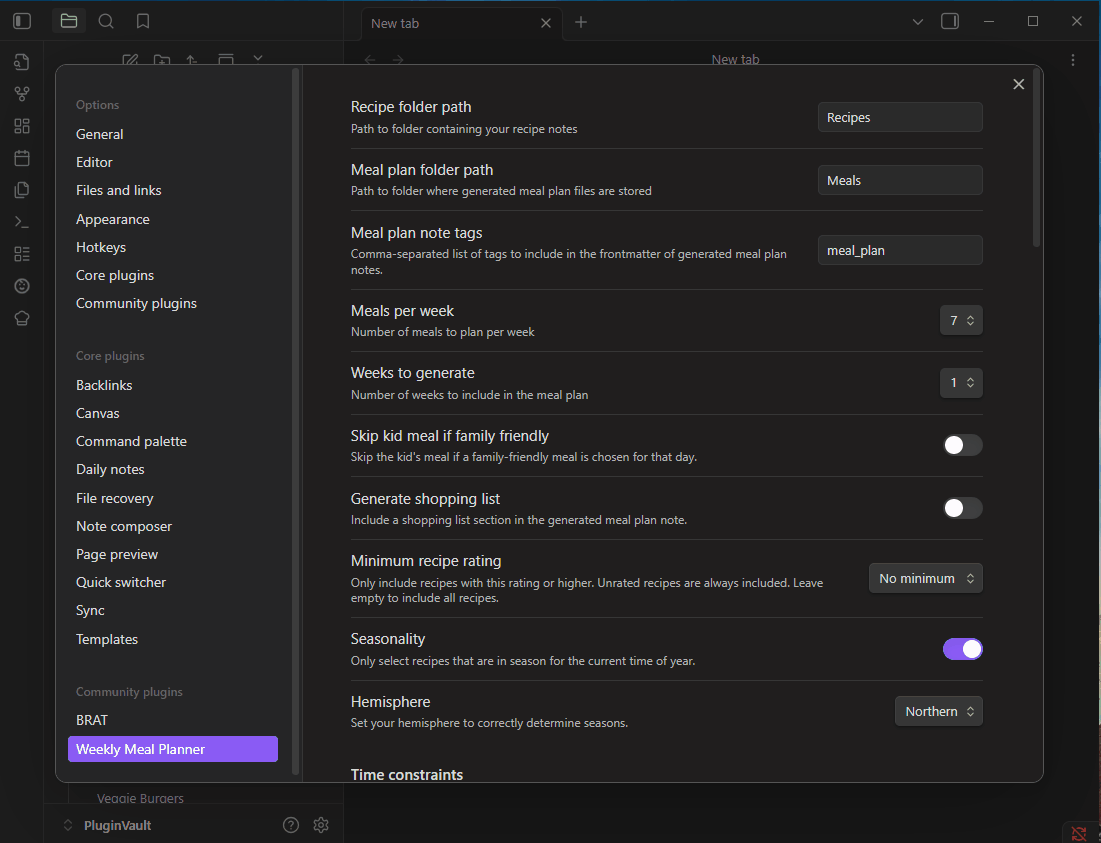 New tab
New tab
Options
General
Editor
Files and links
Appearance
Hotkeys
Core plugins
Community plugins
Core plugins
Backlinks
Canvas
Command palette
Daily notes
File recovery
Note composer
Page preview
Quick switcher
Sync
Templates
Community plugins
BRAT
Weekly Meal Planner
Recipe folder path
Path to folder containing your recipe notes
Recipes
Meal plan folder path
Path to folder where generated meal plan files are stored
Meals
Meal plan note tags
Comma-separated list of tags to include in the frontmatter of generated meal plan
notes.
meal_plan
Meals per week
Number of meals to plan per week
7
Weeks to generate
Number of weeks to include in the meal plan
1
Skip kid meal if family friendly
Skip the kid's meal if a family-friendly meal is chosen for that day.
Generate shopping list
Include a shopping list section in the generated meal plan note.
Minimum recipe rating
Only include recipes with this rating or higher. Unrated recipes are always included. Leave
empty to include all recipes.
No minimum
Seasonality
Only select recipes that are in season for the current time of year.
Hemisphere
Set your hemisphere to correctly determine seasons.
Northern
Time constraints
Veggie Burgers
PluginVault